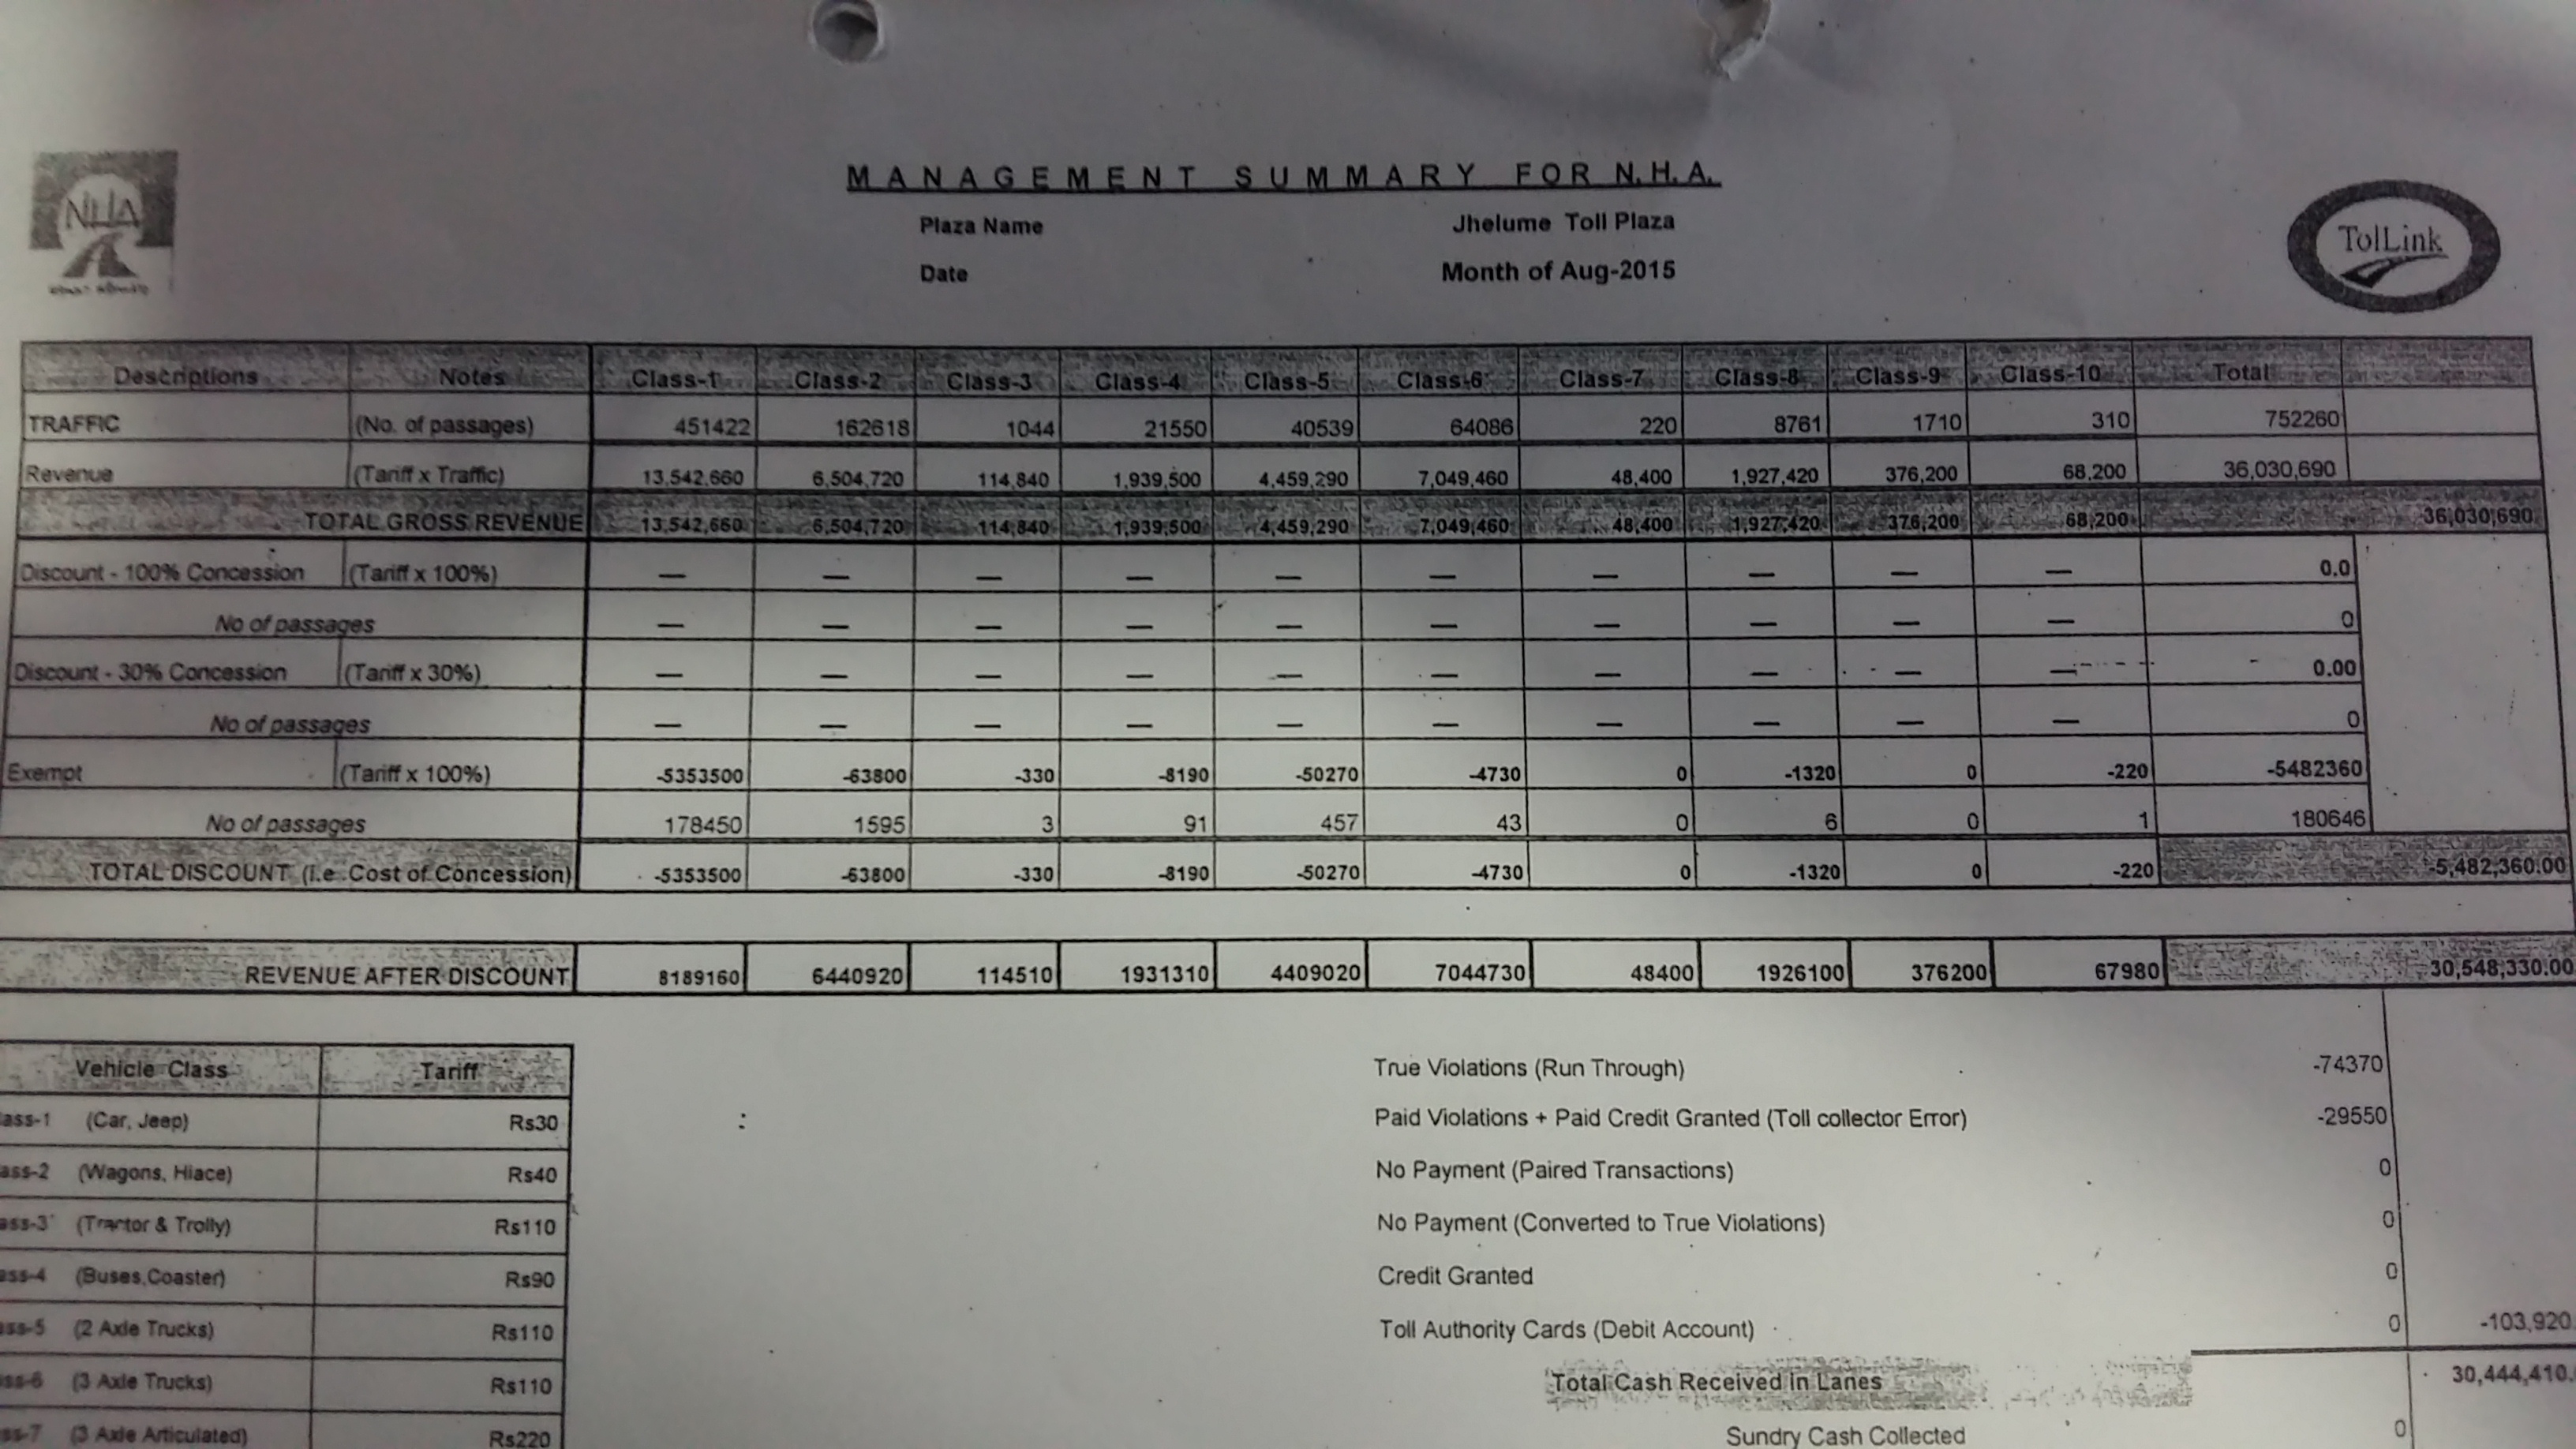 MANAGEMENT SUMMARY FOR N.H.A.
NHA
TolLink
Plaza Name Jhelume Toll Plaza
Date Month of Aug-2015
Descriptions Notes Class-1 Class-2 Class-3 Class-4 Class-5 Class-6 Class-7 Class-8 Class-9 Class-10 Total
TRAFFIC (No. of passages) 451422 162618 1044 21550 40539 64086 220 8761 1710 310 752260
Revenue (Tariff x Traffic) 13,542,660 6,504,720 114,840 1,939,500 4,459,290 7,049,460 48,400 1,927,420 376,200 68,200 36,030,690
TOTAL GROSS REVENUE 13,542,660 6,504,720 114,840 1,939,500 4,459,290 7,049,460 48,400 1,927,420 376,200 68,200 36,030,690
Discount - 100% Concession (Tariff x 100%) — — — — — — — — — — 0.0
No of passages — — — — — — — — — — 0
Discount - 30% Concession (Tariff x 30%) — — — — — — — — — — 0.00
No of passages — — — — — — — — — — 0
Exempt (Tariff x 100%) -5353500 -63800 -330 -8190 -50270 -4730 0 -1320 0 -220 -5482360
No of passages 178450 1595 3 91 457 43 0 6 0 1 180646
TOTAL DISCOUNT (i.e Cost of Concession) -5353500 -63800 -330 -8190 -50270 -4730 0 -1320 0 -220 -5,482,360.00
REVENUE AFTER DISCOUNT 8189160 6440920 114510 1931310 4409020 7044730 48400 1926100 376200 67980 30,548,330.00
Vehicle Class Tariff
ass-1 (Car, Jeep) Rs30
ass-2 (Wagons, Hiace) Rs40
ass-3 (Tractor & Trolly) Rs110
ass-4 (Buses,Coaster) Rs90
ss-5 (2 Axle Trucks) Rs110
ss-6 (3 Axle Trucks) Rs110
ss-7 (3 Axle Articulated) Rs220
True Violations (Run Through) -74370
Paid Violations + Paid Credit Granted (Toll collector Error) -29550
No Payment (Paired Transactions) 0
No Payment (Converted to True Violations) 0
Credit Granted 0
Toll Authority Cards (Debit Account) 0 -103,920.
Total Cash Received in Lanes 30,444,410.
Sundry Cash Collected 0